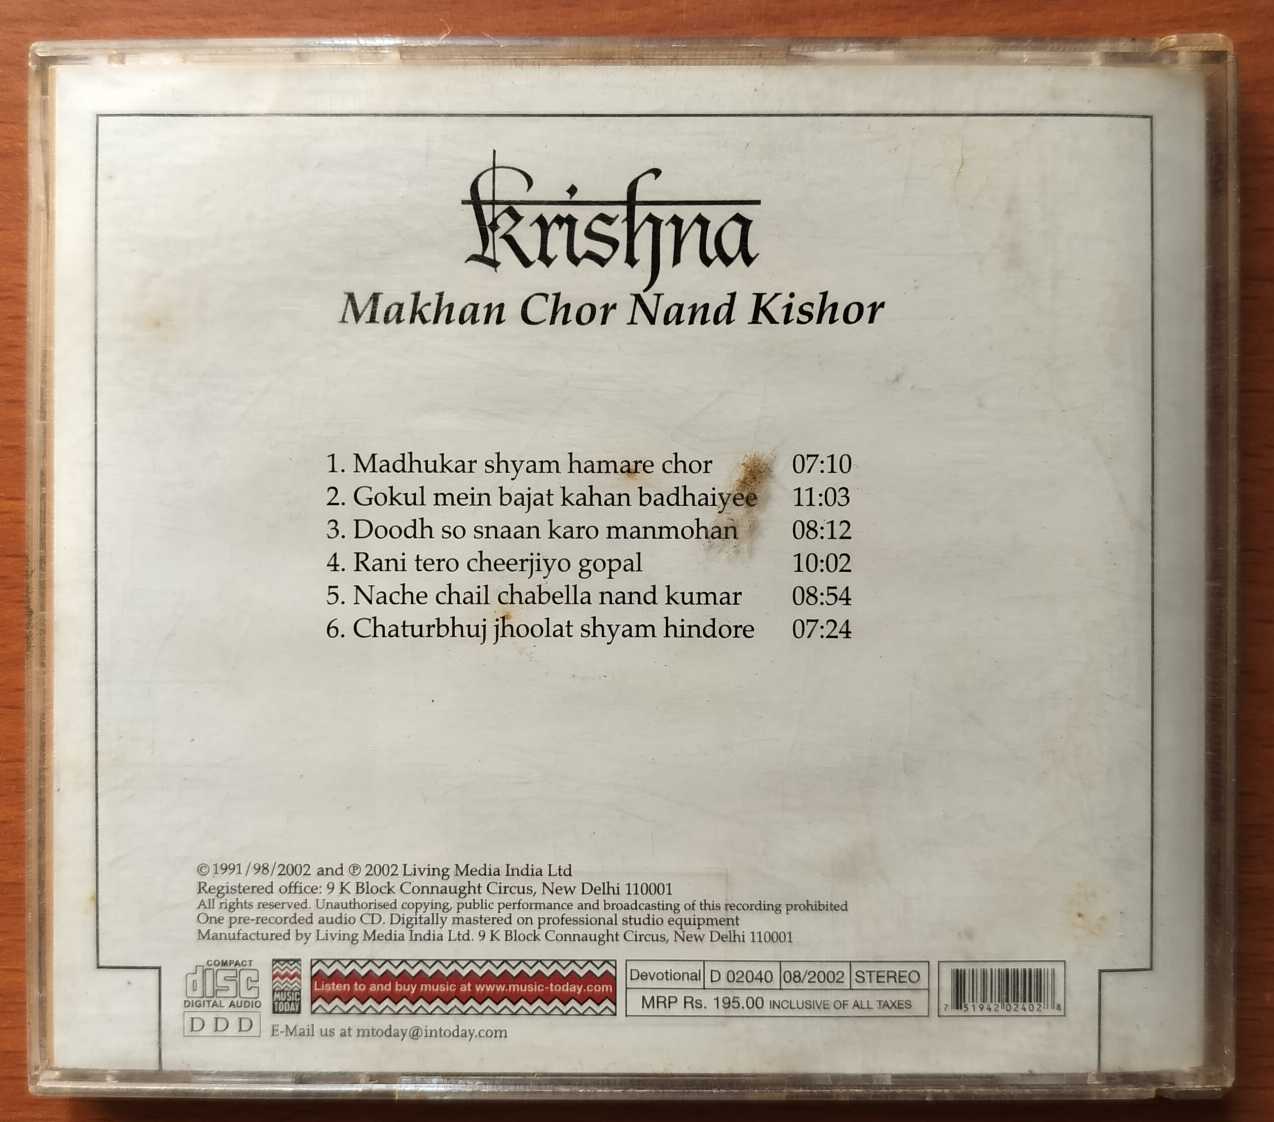 Krishna
Makhan Chor Nand Kishor
1. Madhukar shyam hamare chor 07:10
2. Gokul mein bajat kahan badhaiyee 11:03
3. Doodh so snaan karo manmohan 08:12
4. Rani tero cheerjiyo gopal 10:02
5. Nache chail chabella nand kumar 08:54
6. Chaturbhuj jhoolat shyam hindore 07:24
©1991/98/2002 and ℗ 2002 Living Media India Ltd
Registered office: 9 K Block Connaught Circus, New Delhi 110001
All rights reserved. Unauthorised copying, public performance and broadcasting of this recording prohibited
One pre-recorded audio CD. Digitally mastered on professional studio equipment
Manufactured by Living Media India Ltd. 9 K Block Connaught Circus, New Delhi 110001
COMPACT
disc
DIGITAL AUDIO
DDD
MUSIC
TODAY
Listen to and buy music at www.music-today.com
E-Mail us at mtoday@intoday.com
Devotional D 02040 08/2002 STEREO
MRP Rs. 195.00 INCLUSIVE OF ALL TAXES
7 51942 02402 8